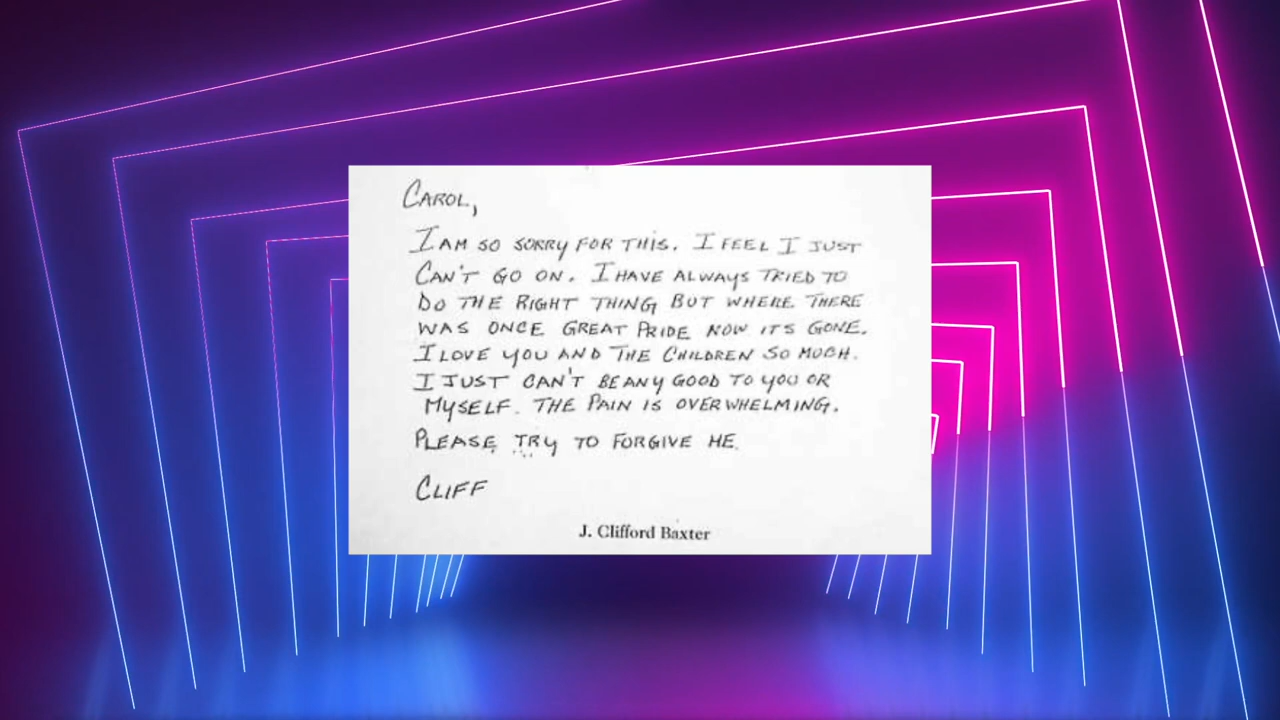 CAROL,
I AM SO SORRY FOR THIS. I FEEL I JUST
CAN'T GO ON. I HAVE ALWAYS TRIED TO
DO THE RIGHT THING BUT WHERE THERE
WAS ONCE GREAT PRIDE NOW ITS GONE.
I LOVE YOU AND THE CHILDREN SO MUCH.
I JUST CAN'T BE ANY GOOD TO YOU OR
MYSELF. THE PAIN IS OVERWHELMING.
PLEASE TRY TO FORGIVE ME.
CLIFF
J. Clifford Baxter